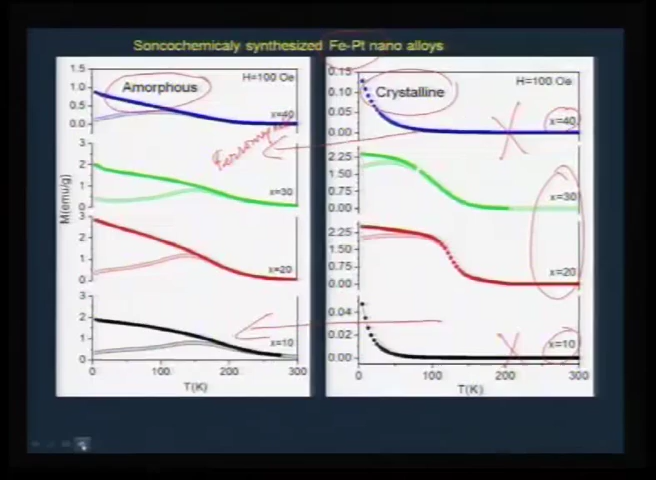 Soncochemicaly synthesized Fe-Pt nano alloys
Amorphous
H=100 Oe
1.5
1.0
0.5
0.0
x=40
3
2
1
0
x=30
3
2
1
0
x=20
3
2
1
0
x=10
0
100
200
300
T(K)
M(emu/g)
Crystalline
H=100 Oe
0.15
0.10
0.05
0.00
x=40
2.25
1.50
0.75
0.00
x=30
2.25
1.50
0.75
0.00
x=20
0.04
0.02
0.00
x=10
0
100
200
300
T(K)